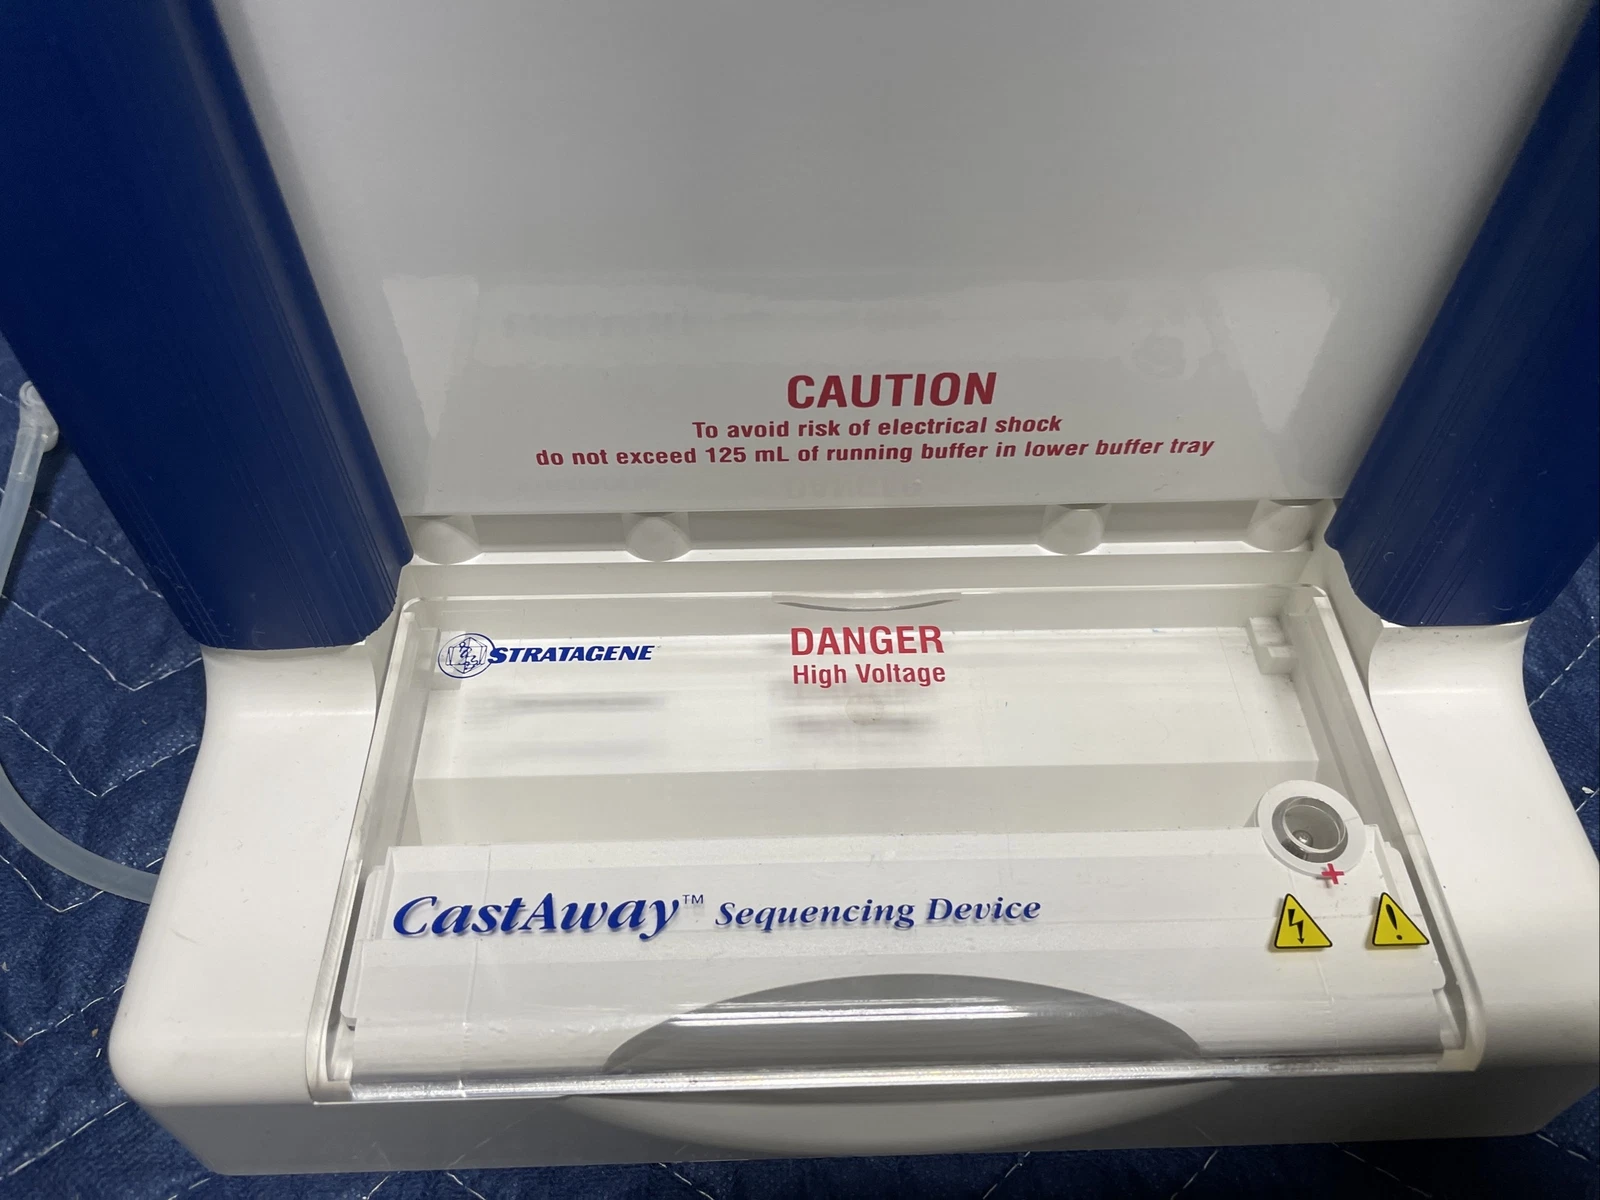 CAUTION
To avoid risk of electrical shock
do not exceed 125 mL of running buffer in lower buffer tray
STRATAGENE
DANGER
High Voltage
+
CastAway™ Sequencing Device